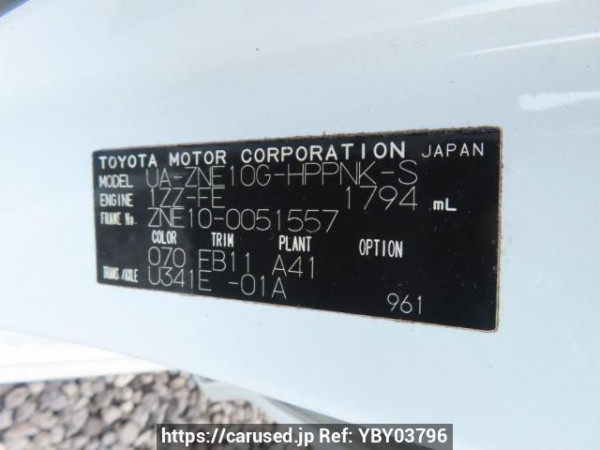 TOYOTA MOTOR CORPORATION JAPAN
MODEL UA-ZNE10G-HPPNK-S
ENGINE 1ZZ-FE 1794 mL
FRAME No. ZNE10-0051557
COLOR TRIM PLANT OPTION
070 FB11 A41
TRANS./AXLE U341E -01A
961
https://carused.jp Ref: YBY03796